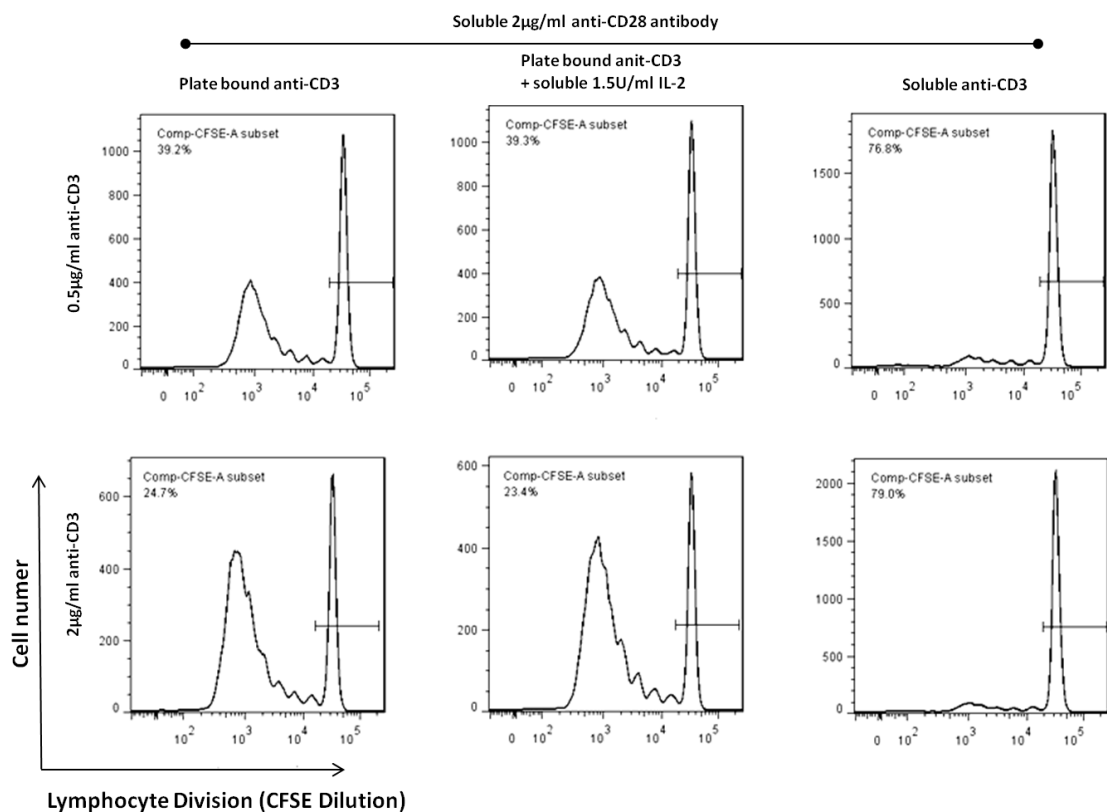 Soluble 2µg/ml anti-CD28 antibody
Plate bound anti-CD3
Plate bound anit-CD3
+ soluble 1.5U/ml IL-2
Soluble anti-CD3
0.5µg/ml anti-CD3
Comp-CFSE-A subset
39.2%
1000
800
600
400
200
0
0 10^2 10^3 10^4 10^5
Comp-CFSE-A subset
39.3%
1000
800
600
400
200
0
0 10^2 10^3 10^4 10^5
Comp-CFSE-A subset
76.8%
1500
1000
500
0
0 10^2 10^3 10^4 10^5
2µg/ml anti-CD3
Comp-CFSE-A subset
24.7%
600
400
200
0
10^2 10^3 10^4 10^5
Comp-CFSE-A subset
23.4%
600
400
200
0
0 10^2 10^3 10^4 10^5
Comp-CFSE-A subset
79.0%
2000
1500
1000
500
0
0 10^2 10^3 10^4 10^5
Cell numer
Lymphocyte Division (CFSE Dilution)